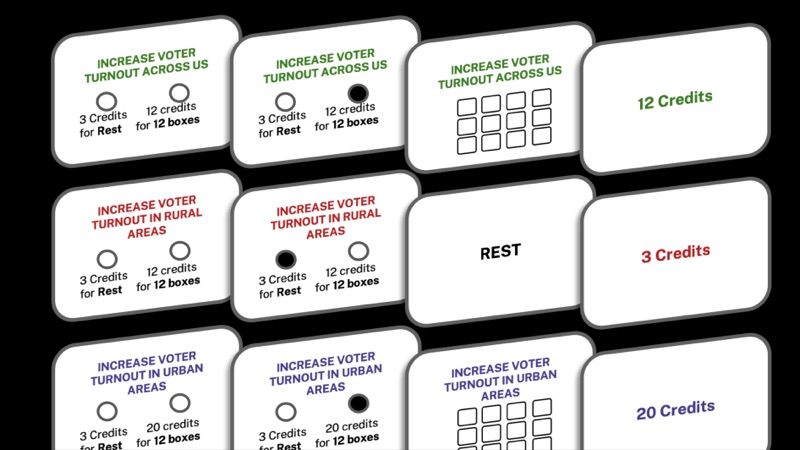 INCREASE VOTER
TURNOUT ACROSS US
3 Credits
for Rest
12 credits
for 12 boxes
INCREASE VOTER
TURNOUT ACROSS US
3 Credits
for Rest
12 credits
for 12 boxes
INCREASE VOTER
TURNOUT ACROSS US
12 Credits
INCREASE VOTER
TURNOUT IN RURAL
AREAS
3 Credits
for Rest
12 credits
for 12 boxes
INCREASE VOTER
TURNOUT IN RURAL
AREAS
3 Credits
for Rest
12 credits
for 12 boxes
REST
3 Credits
INCREASE VOTER
TURNOUT IN URBAN
AREAS
3 Credits
for Rest
20 credits
for 12 boxes
INCREASE VOTER
TURNOUT IN URBAN
AREAS
3 Credits
for Rest
20 credits
for 12 boxes
INCREASE VOTER
TURNOUT IN URBAN
AREAS
20 Credits